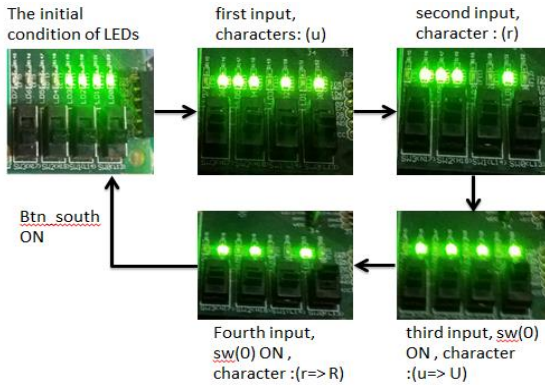 The initial
condition of LEDs
first input,
characters: (u)
second input,
character : (r)
third input, sw(0)
ON , character
:(u=> U)
Fourth input,
sw(0) ON ,
character :(r=> R)
Btn_south
ON